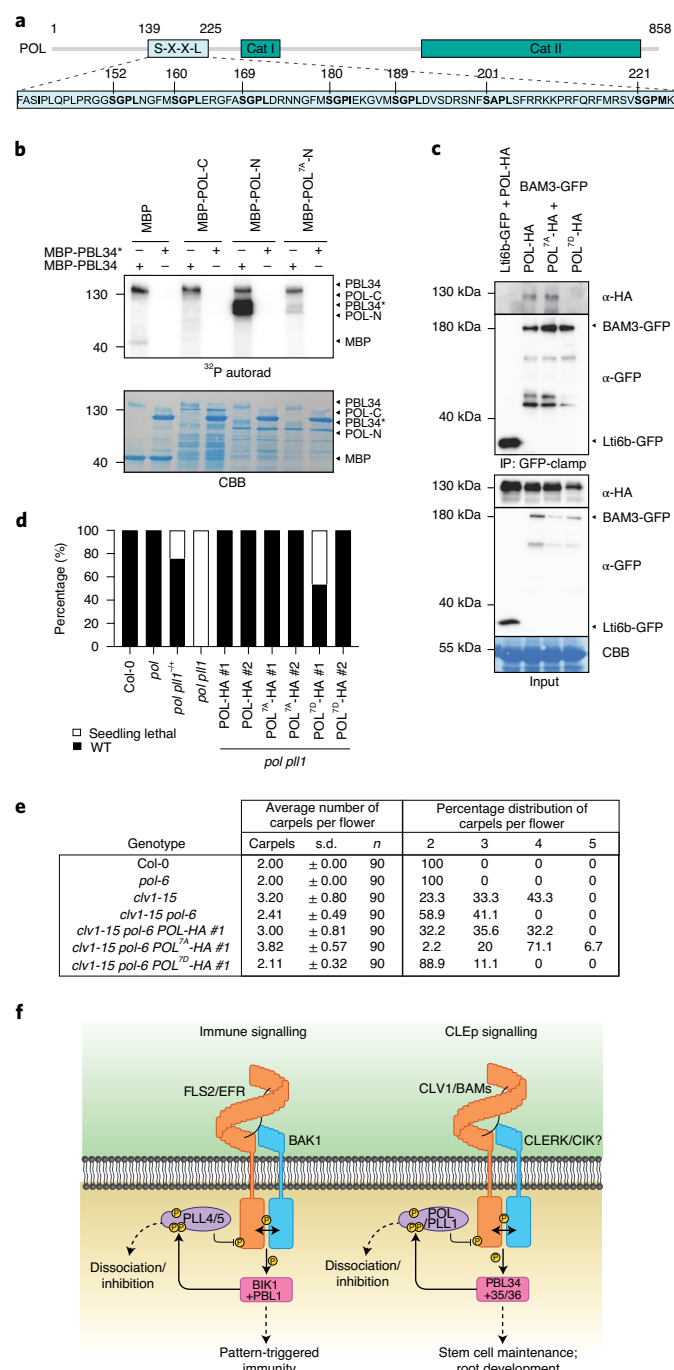 a
1 139 225 858
POL S-X-X-L Cat I Cat II
152 160 169 180 189 201 221
FASIPLQPLPRGGSGPLNGFMSGPLERGFASGPLDRNNGFMSGPIEKGVMSGPLDVSDRSNFSAPLSFRRKKPRFQRFMRSVSGPMK
b
MBP
MBP-POL-C
MBP-POL-N
MBP-POL7A-N
MBP-PBL34* – + – + – + – +
MBP-PBL34 + – + – + – + –
130
40
PBL34
POL-C
PBL34*
POL-N
MBP
32P autorad
130
40
PBL34
POL-C
PBL34*
POL-N
MBP
CBB
c
Lti6b-GFP + POL-HA
BAM3-GFP
+
POL-HA
POL7A-HA
POL7D-HA
130 kDa
α-HA
180 kDa
BAM3-GFP
α-GFP
40 kDa
Lti6b-GFP
IP: GFP-clamp
130 kDa
α-HA
180 kDa
BAM3-GFP
α-GFP
40 kDa
Lti6b-GFP
55 kDa
CBB
Input
d
Percentage (%)
100
80
60
40
20
0
Col-0
pol
pol pll1–/+
pol pll1
POL-HA #1
POL-HA #2
POL7A-HA #1
POL7A-HA #2
POL7D-HA #1
POL7D-HA #2
pol pll1
Seedling lethal
WT
e
Average number of carpels per flower
Percentage distribution of carpels per flower
Genotype Carpels s.d. n 2 3 4 5
Col-0 2.00 ± 0.00 90 100 0 0 0
pol-6 2.00 ± 0.00 90 100 0 0 0
clv1-15 3.20 ± 0.80 90 23.3 33.3 43.3 0
clv1-15 pol-6 2.41 ± 0.49 90 58.9 41.1 0 0
clv1-15 pol-6 POL-HA #1 3.00 ± 0.81 90 32.2 35.6 32.2 0
clv1-15 pol-6 POL7A-HA #1 3.82 ± 0.57 90 2.2 20 71.1 6.7
clv1-15 pol-6 POL7D-HA #1 2.11 ± 0.32 90 88.9 11.1 0 0
f
Immune signalling
FLS2/EFR
BAK1
P
PLL4/5
P P
P
P
P
Dissociation/
inhibition
BIK1
+PBL1
Pattern-triggered
immunity
CLEp signalling
CLV1/BAMs
CLERK/CIK?
P
POL
/PLL1
P P
P
P
P
Dissociation/
inhibition
PBL34
+35/36
Stem cell maintenance;
root development